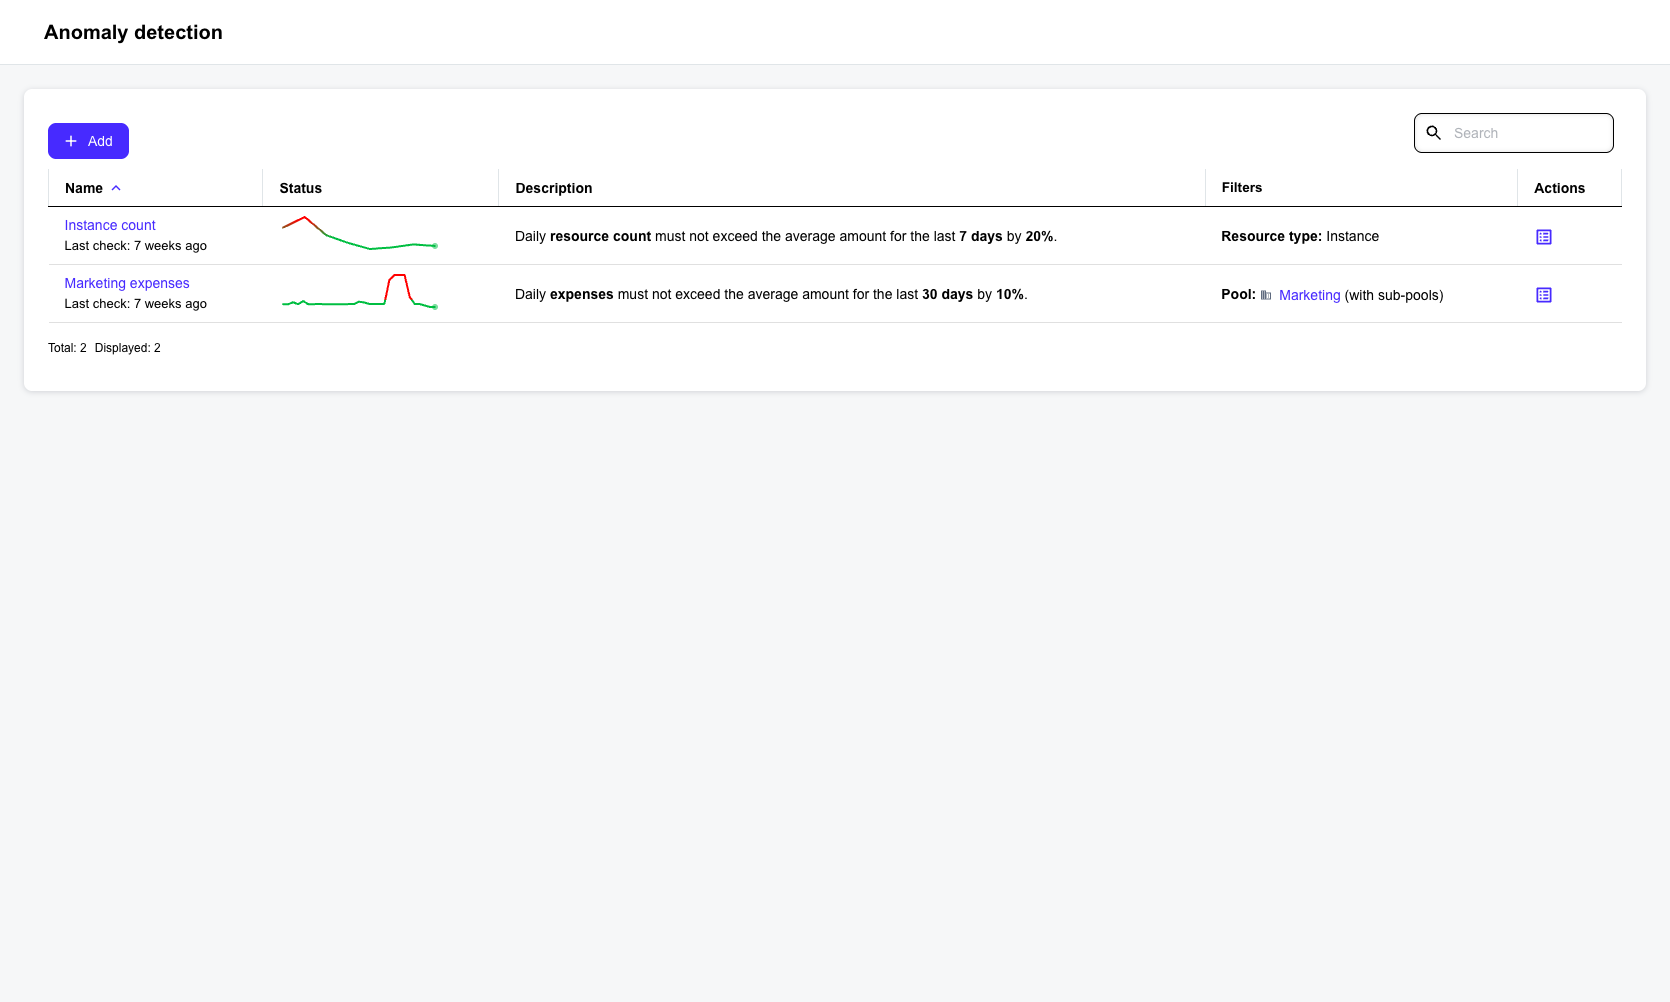 Anomaly detection
Add
Search
Name Status Description Filters Actions
Instance count
Last check: 7 weeks ago
Daily resource count must not exceed the average amount for the last 7 days by 20%.
Resource type: Instance
Marketing expenses
Last check: 7 weeks ago
Daily expenses must not exceed the average amount for the last 30 days by 10%.
Pool: Marketing (with sub-pools)
Total: 2 Displayed: 2